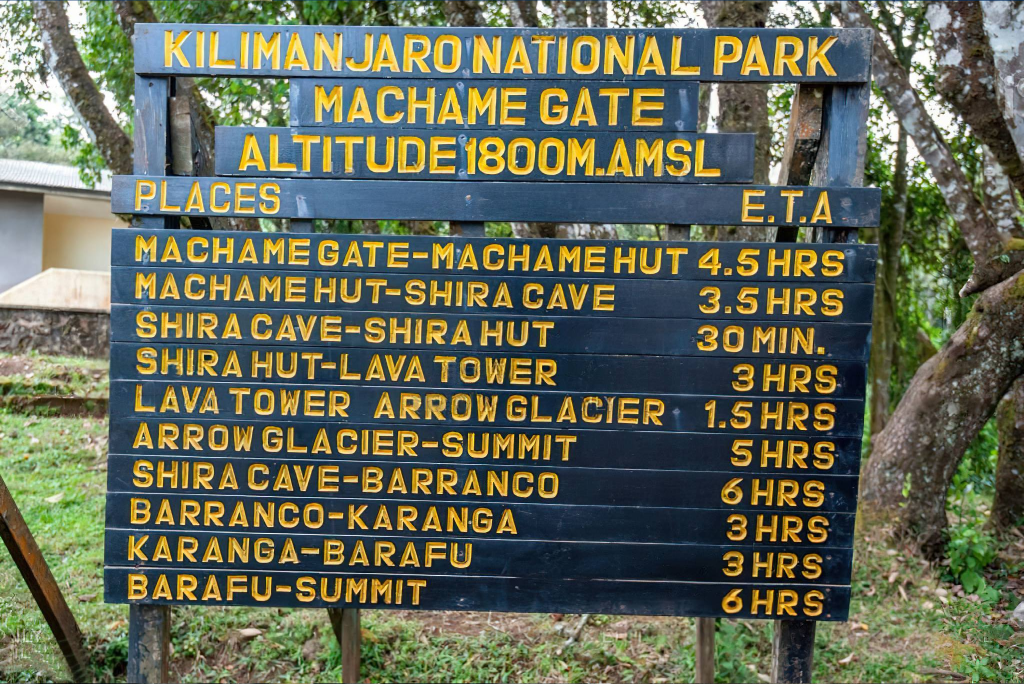 KILIMANJARO NATIONAL PARK
MACHAME GATE
ALTITUDE 1800M.AMSL
PLACES E.T.A
MACHAME GATE-MACHAME HUT 4.5 HRS
MACHAME HUT-SHIRA CAVE 3.5 HRS
SHIRA CAVE-SHIRA HUT 30 MIN.
SHIRA HUT-LAVA TOWER 3 HRS
LAVA TOWER ARROW GLACIER 1.5 HRS
ARROW GLACIER-SUMMIT 5 HRS
SHIRA CAVE-BARRANCO 6 HRS
BARRANCO-KARANGA 3 HRS
KARANGA-BARAFU 3 HRS
BARAFU-SUMMIT 6 HRS